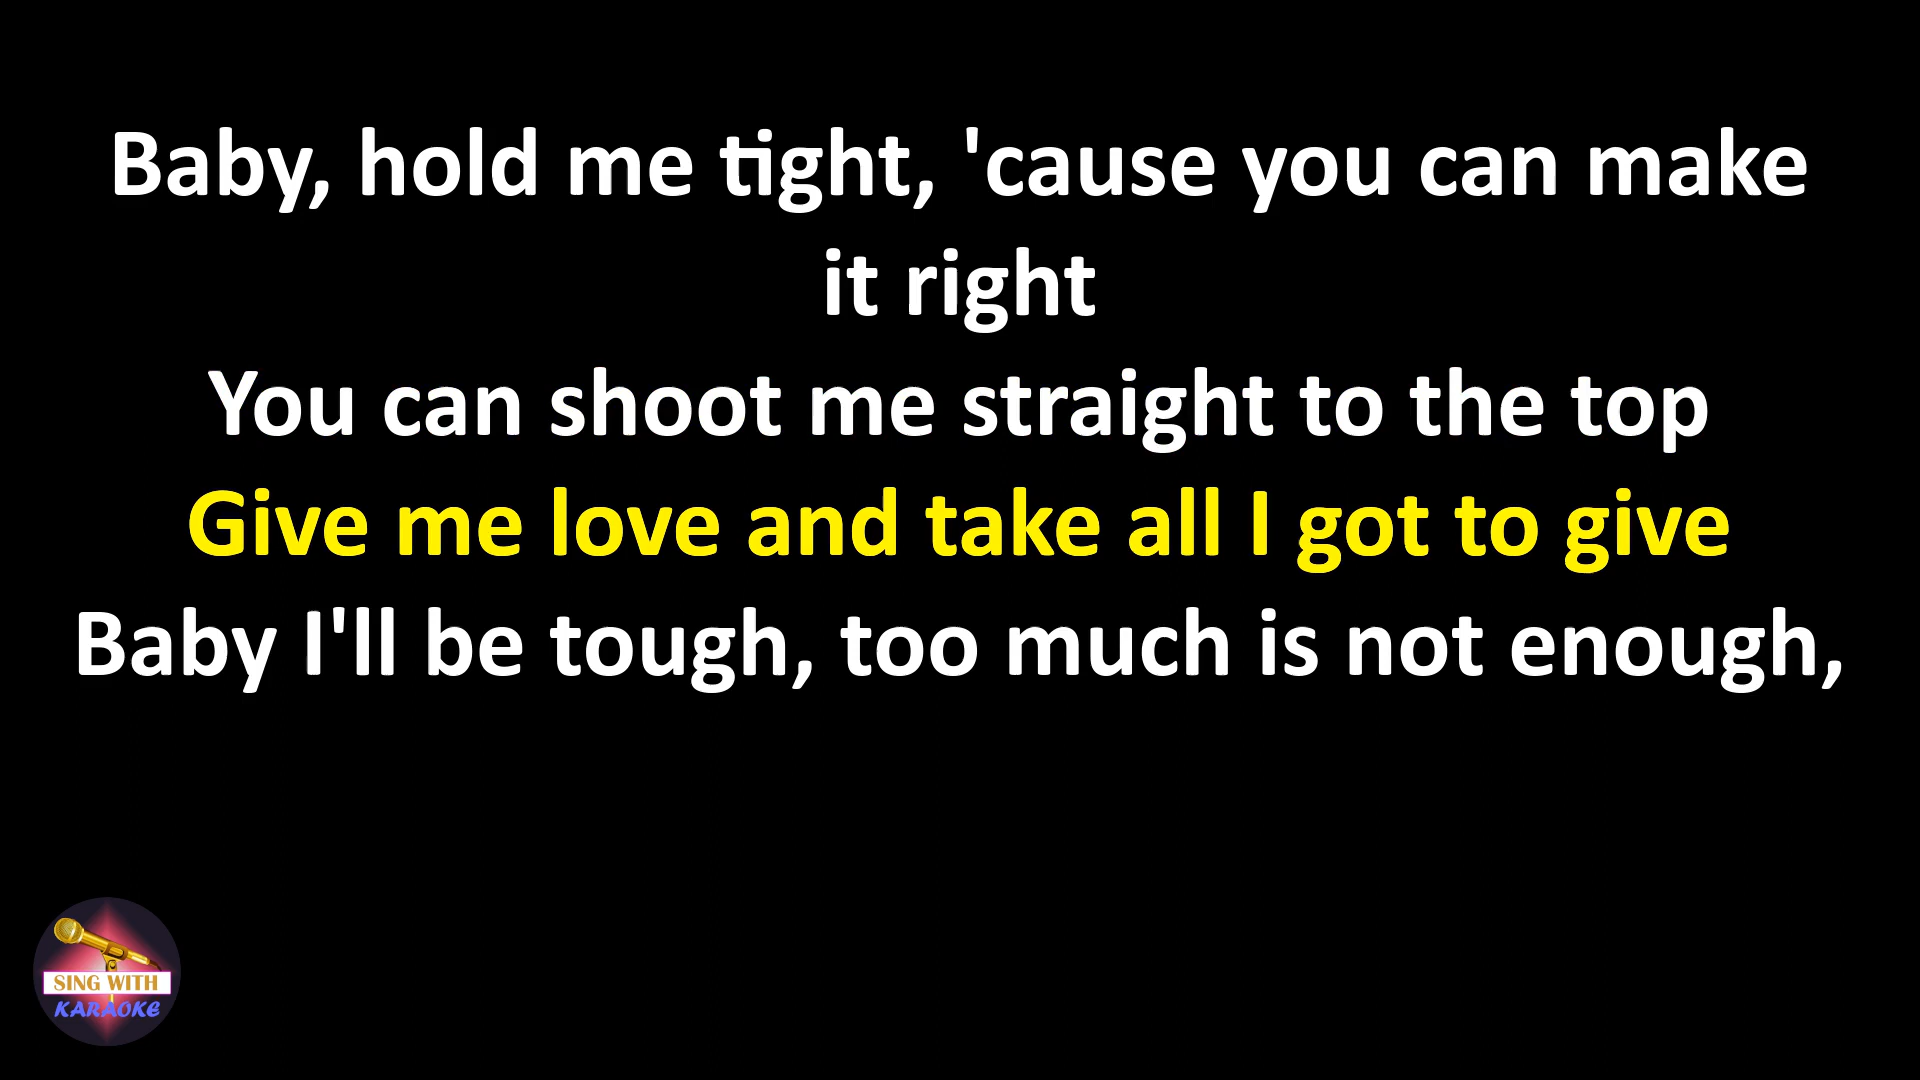 Baby, hold me tight, 'cause you can make
it right
You can shoot me straight to the top
Give me love and take all I got to give
Baby I'll be tough, too much is not enough,
SING WITH
KARAOKE